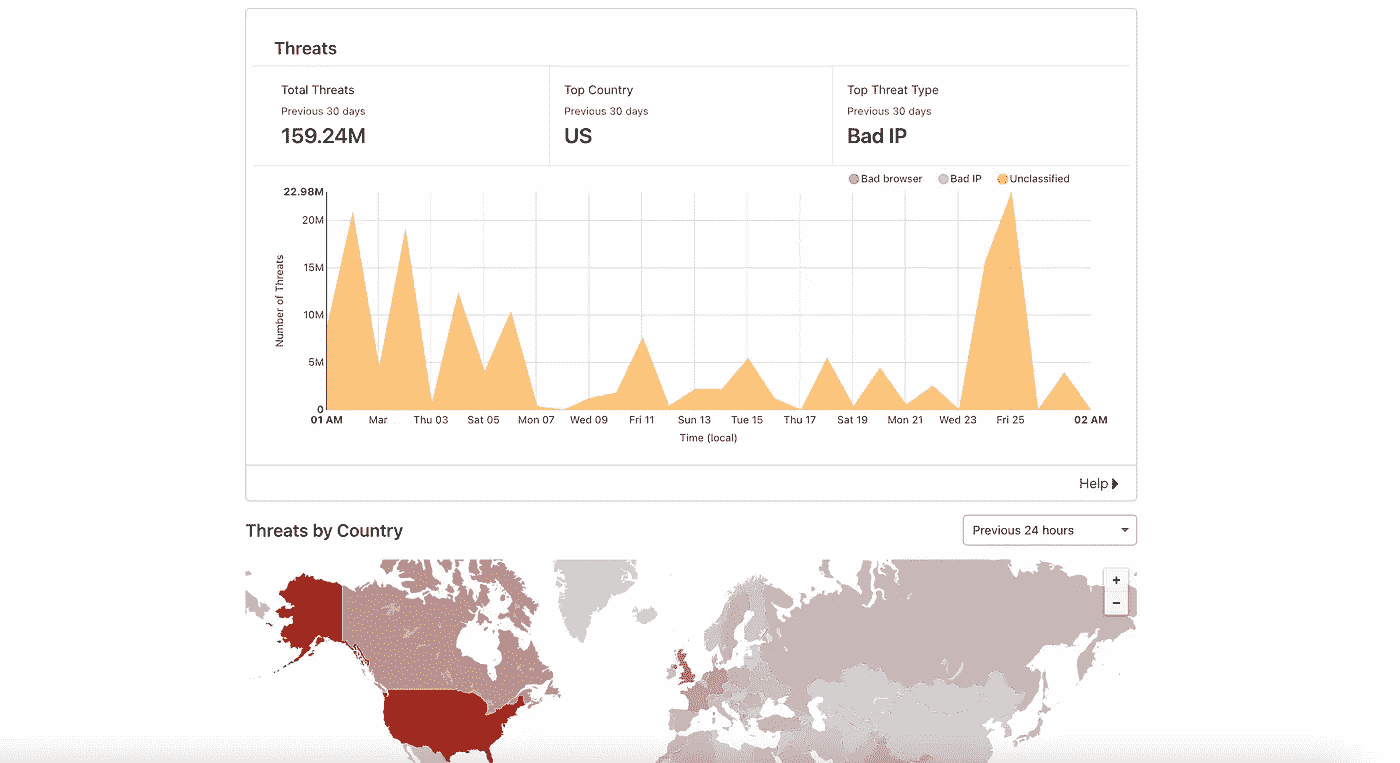 Threats
Total Threats
Previous 30 days
159.24M
Top Country
Previous 30 days
US
Top Threat Type
Previous 30 days
Bad IP
Bad browser Bad IP Unclassified
22.98M
20M
15M
10M
5M
0
Number of Threats
01 AM Mar Thu 03 Sat 05 Mon 07 Wed 09 Fri 11 Sun 13 Tue 15 Thu 17 Sat 19 Mon 21 Wed 23 Fri 25 02 AM
Time (local)
Help
Threats by Country
Previous 24 hours
+
−